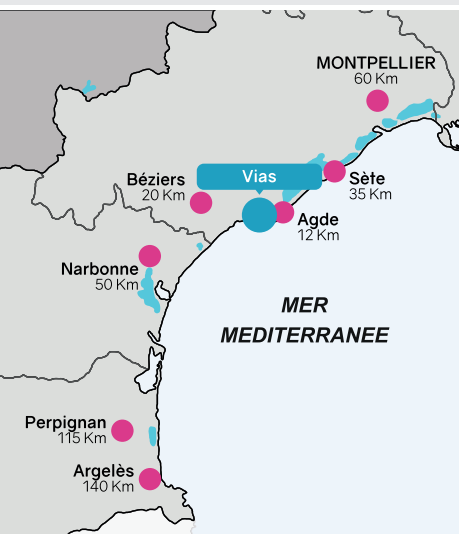 MONTPELLIER
60 Km
Vias
Béziers
20 Km
Sète
35 Km
Agde
12 Km
Narbonne
50 Km
MER
MEDITERRANEE
Perpignan
115 Km
Argelès
140 Km